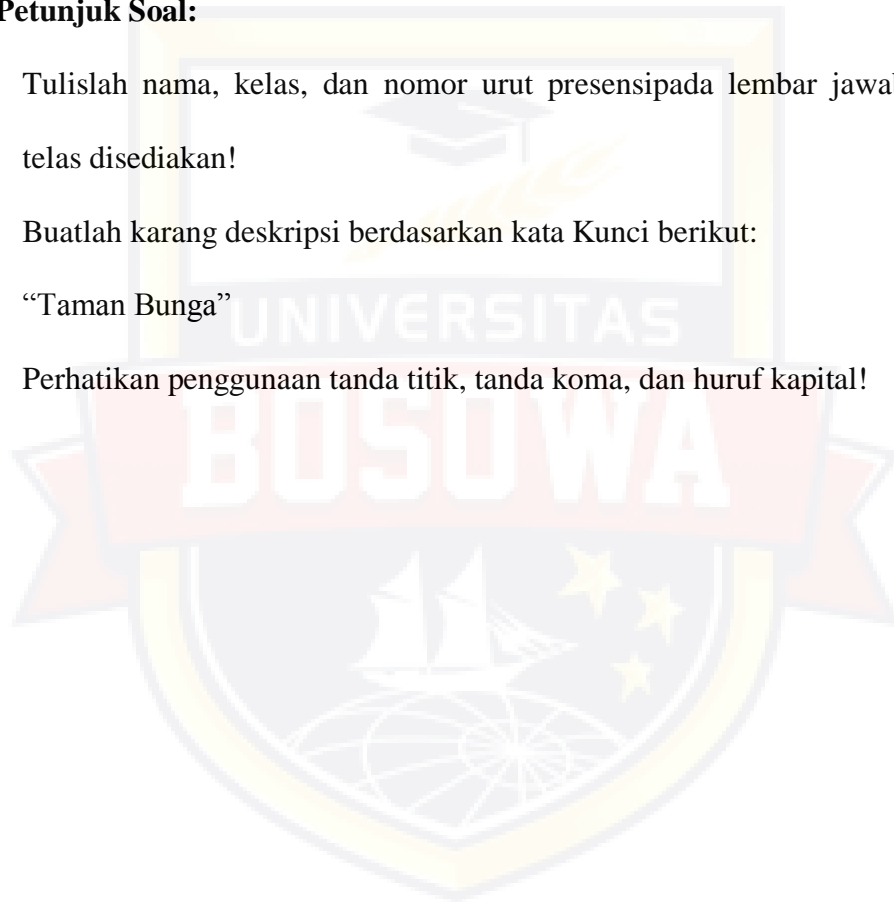 Petunjuk Soal:
Tulislah nama, kelas, dan nomor urut presensipada lembar
telas disediakan!
Buatlah karang deskripsi berdasarkan kata Kunci berikut:
“Taman Bunga”
UNIVERSITAS
Perhatikan penggunaan tanda titik, tanda koma, dan huruf kapital!
BOSOWA